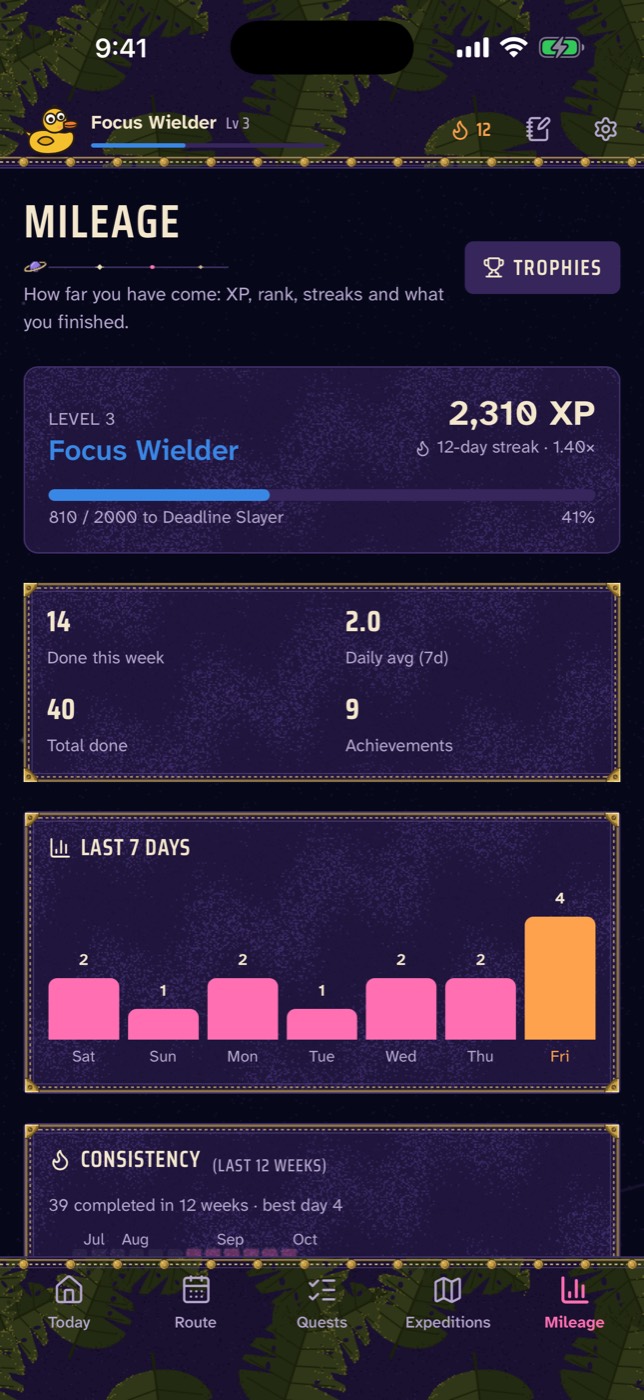 9:41
Focus Wielder Lv 3
12
MILEAGE
TROPHIES
How far you have come: XP, rank, streaks and what
you finished.
LEVEL 3
2,310 XP
Focus Wielder
12-day streak · 1.40×
810 / 2000 to Deadline Slayer
41%
14
2.0
Done this week
Daily avg (7d)
40
9
Total done
Achievements
LAST 7 DAYS
2 1 2 1 2 2 4
Sat Sun Mon Tue Wed Thu Fri
CONSISTENCY (LAST 12 WEEKS)
39 completed in 12 weeks · best day 4
Jul Aug Sep Oct
Today Route Quests Expeditions Mileage